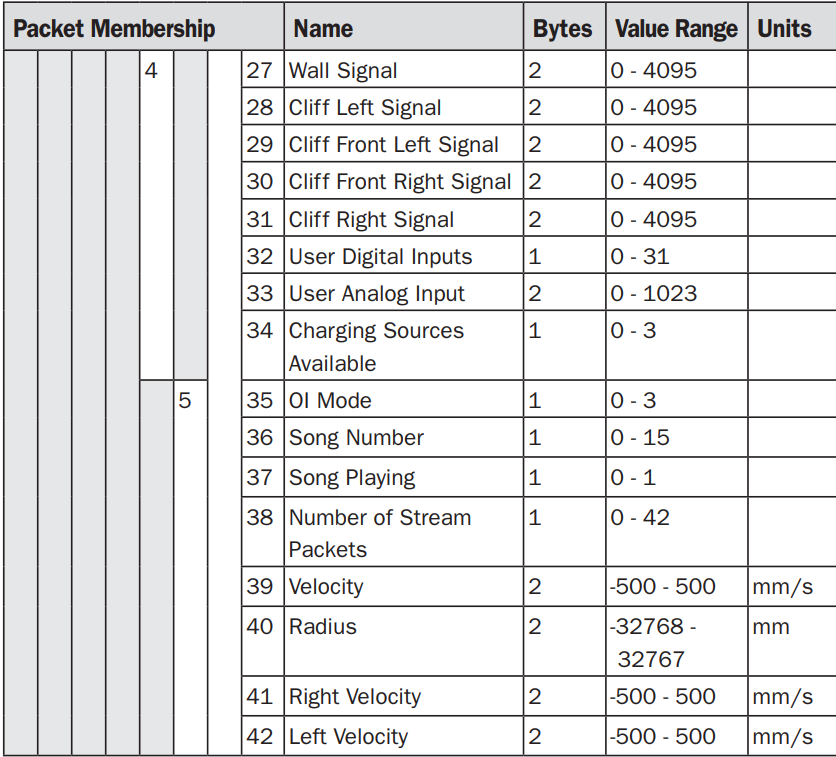 Packet Membership Name Bytes Value Range Units
4 27 Wall Signal 2 0 - 4095
28 Cliff Left Signal 2 0 - 4095
29 Cliff Front Left Signal 2 0 - 4095
30 Cliff Front Right Signal 2 0 - 4095
31 Cliff Right Signal 2 0 - 4095
32 User Digital Inputs 1 0 - 31
33 User Analog Input 2 0 - 1023
34 Charging Sources 1 0 - 3
Available
5 35 OI Mode 1 0 - 3
36 Song Number 1 0 - 15
37 Song Playing 1 0 - 1
38 Number of Stream 1 0 - 42
Packets
39 Velocity 2 -500 - 500 mm/s
40 Radius 2 -32768 - mm
32767
41 Right Velocity 2 -500 - 500 mm/s
42 Left Velocity 2 -500 - 500 mm/s